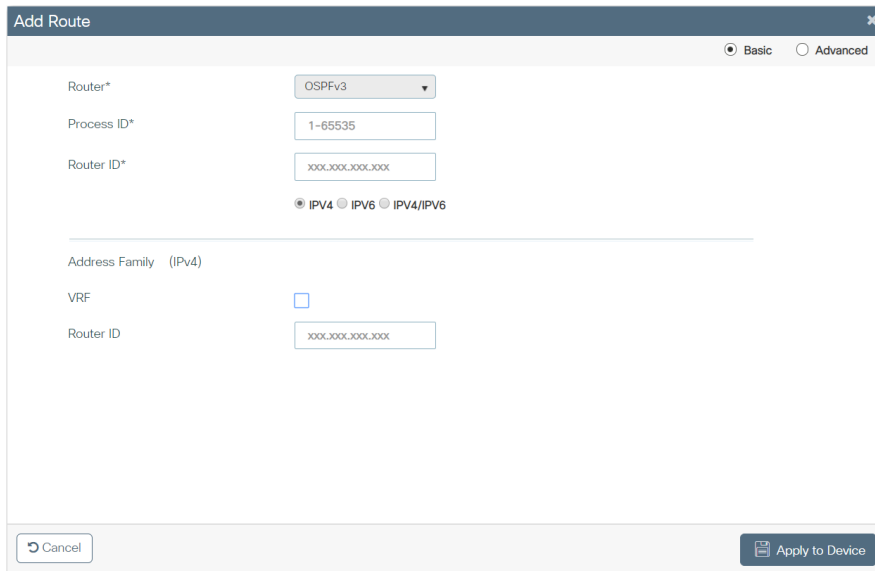 Add Route
Basic Advanced
Router* OSPFv3
Process ID* 1-65535
Router ID* xxx.xxx.xxx.xxx
IPV4 IPV6 IPV4/IPV6
Address Family (IPv4)
VRF
Router ID xxx.xxx.xxx.xxx
Cancel Apply to Device